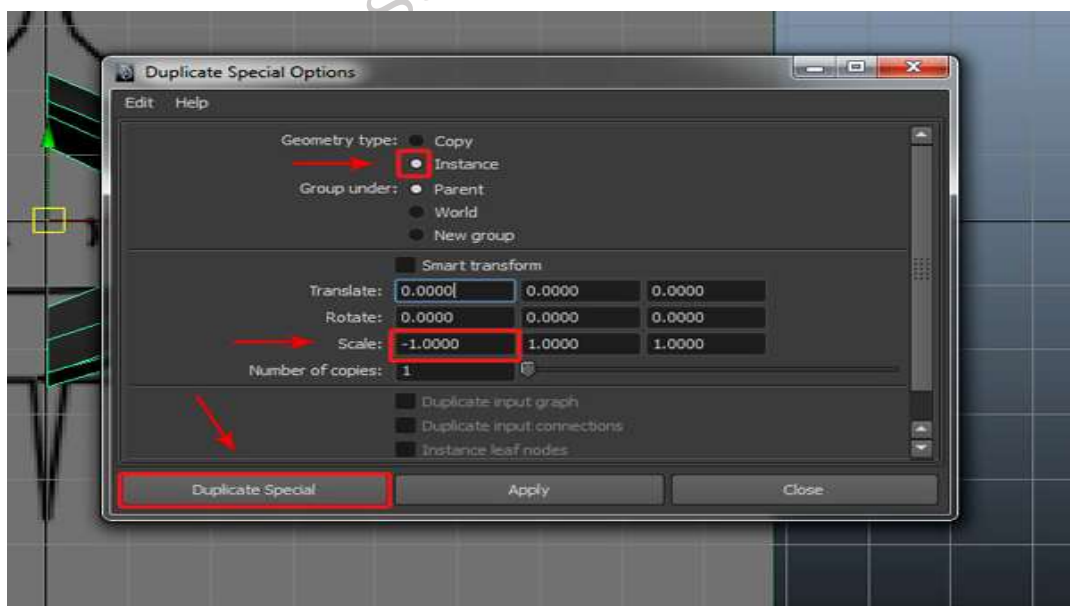 Duplicate Special Options
Edit Help
Geometry type: Copy
Instance
Group under: Parent
World
New group
Smart transform
Translate: 0.0000 0.0000 0.0000
Rotate: 0.0000 0.0000 0.0000
Scale: -1.0000 1.0000 1.0000
Number of copies: 1
Duplicate input graph
Duplicate input connections
Instance leaf nodes
Duplicate Special Apply Close